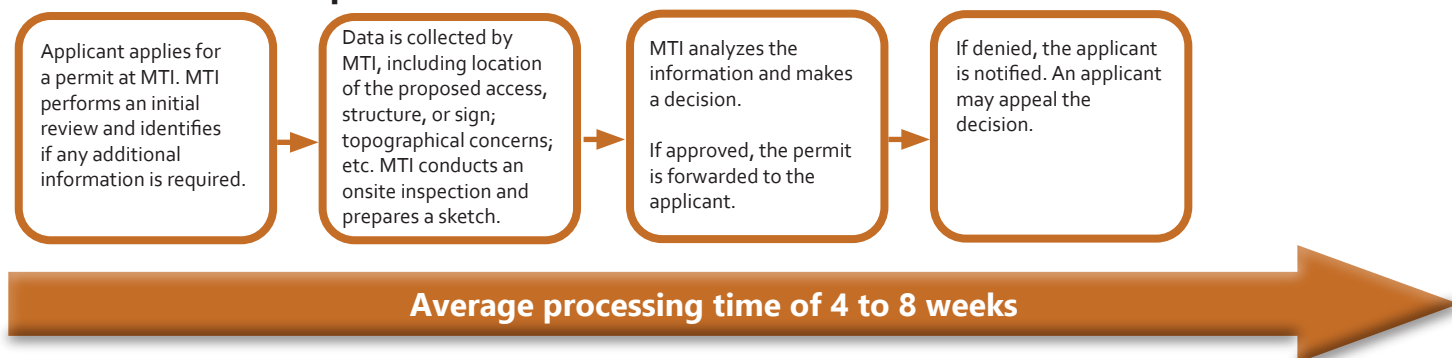 Applicant applies for
a permit at MTI. MTI
performs an initial
review and identifies
if any additional
information is required.
Data is collected by
MTI, including location
of the proposed access,
structure, or sign;
topographical concerns;
etc. MTI conducts an
onsite inspection and
prepares a sketch.
MTI analyzes the
information and makes
a decision.
If approved, the permit
is forwarded to the
applicant.
If denied, the applicant
is notified. An applicant
may appeal the
decision.
Average processing time of 4 to 8 weeks